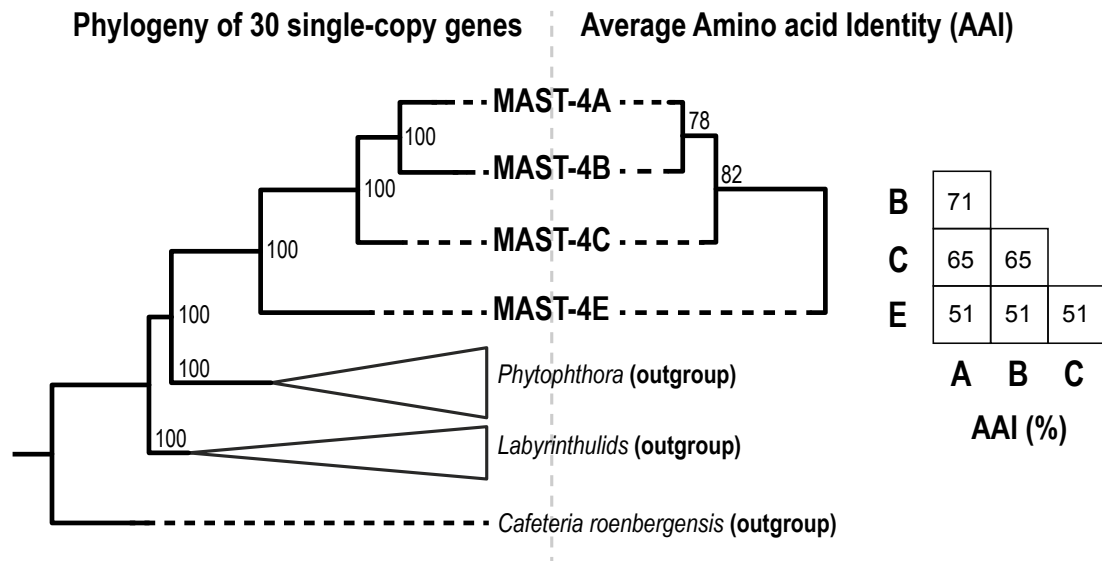 Phylogeny of 30 single-copy genes
Average Amino acid Identity (AAI)
MAST-4A
78
100
MAST-4B
82
100
B
71
MAST-4C
100
C
65
65
MAST-4E
E
51
51
51
100
100
Phytophthora (outgroup)
A
B
C
AAI (%)
100
Labyrinthulids (outgroup)
Cafeteria roenbergensis (outgroup)